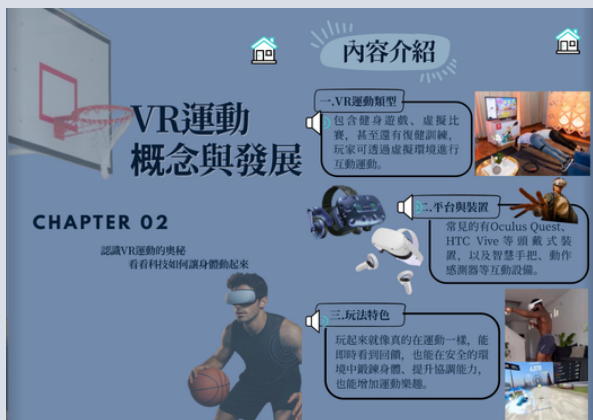 VR運動
概念與發展
CHAPTER 02
認識VR運動的奧秘
看看科技如何讓身體動起來
內容介紹
一.VR運動類型
包含健身遊戲、虛擬比
賽，甚至還有復健訓練，
玩家可透過虛擬環境進行
互動運動。
二.平台與裝置
常見的有Oculus Quest、
HTC Vive 等頭戴式裝
置，以及智慧手把、動作
感測器等互動設備。
三.玩法特色
玩起來就像真的在運動一樣，能
即時看到回饋，也能在安全的環
境中鍛鍊身體、提升協調能力，
也能增加運動樂趣。